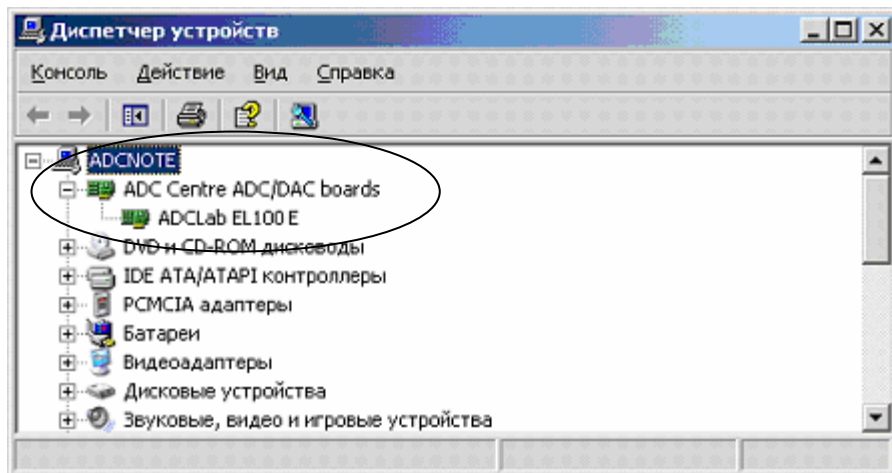 Диспетчер устройств
Консоль Действие Вид Справка
ADCNOTE
ADC Centre ADC/DAC boards
ADCLab EL100 E
DVD и CD-ROM дисководы
IDE ATA/ATAPI контроллеры
PCMCIA адаптеры
Батареи
Видеоадаптеры
Дисковые устройства
Звуковые, видео и игровые устройства